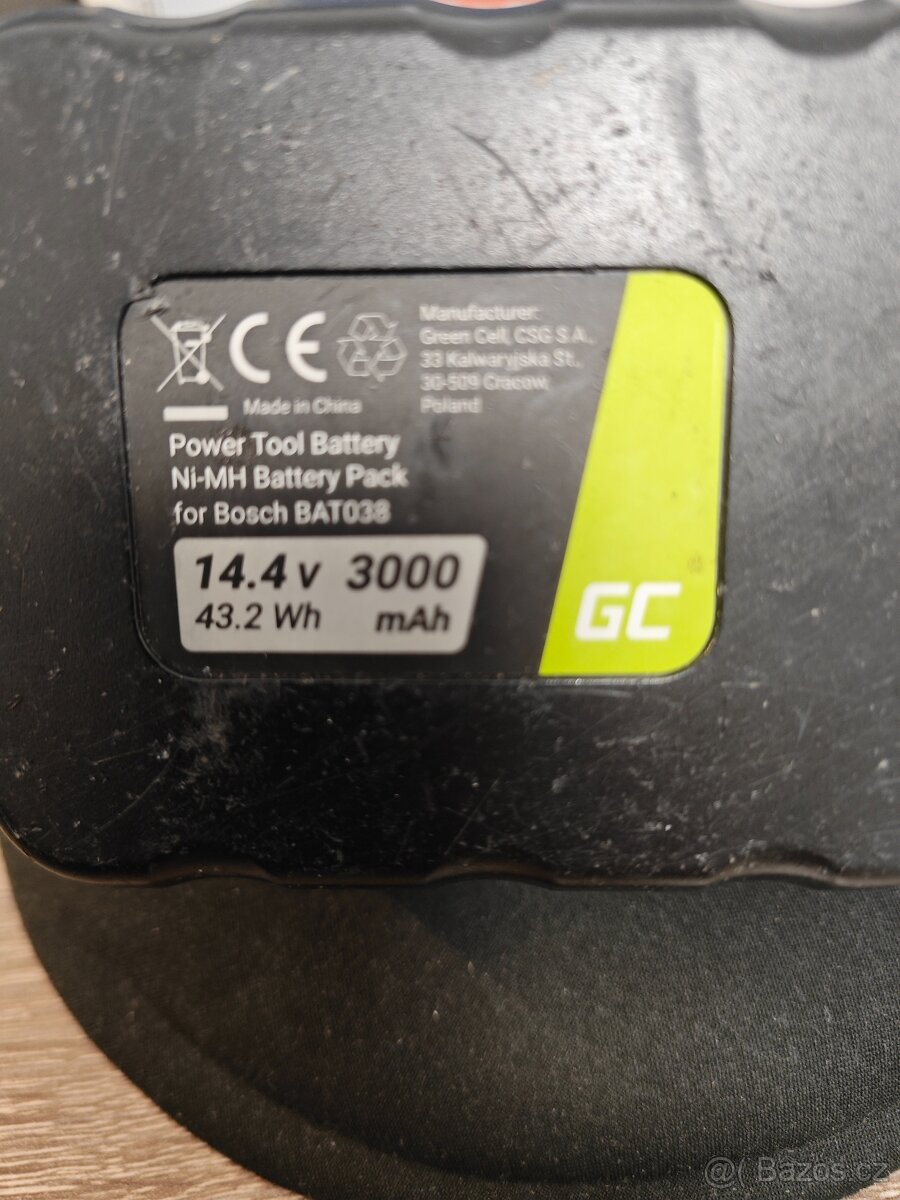 CE
Manufacturer:
Green Cell, CSG S.A.,
33 Kalwaryjska St.,
30-509 Cracow,
Poland
Made in China
Power Tool Battery
Ni-MH Battery Pack
for Bosch BAT038
14.4 v 3000
43.2 Wh mAh
GC
@( Bazos.cz